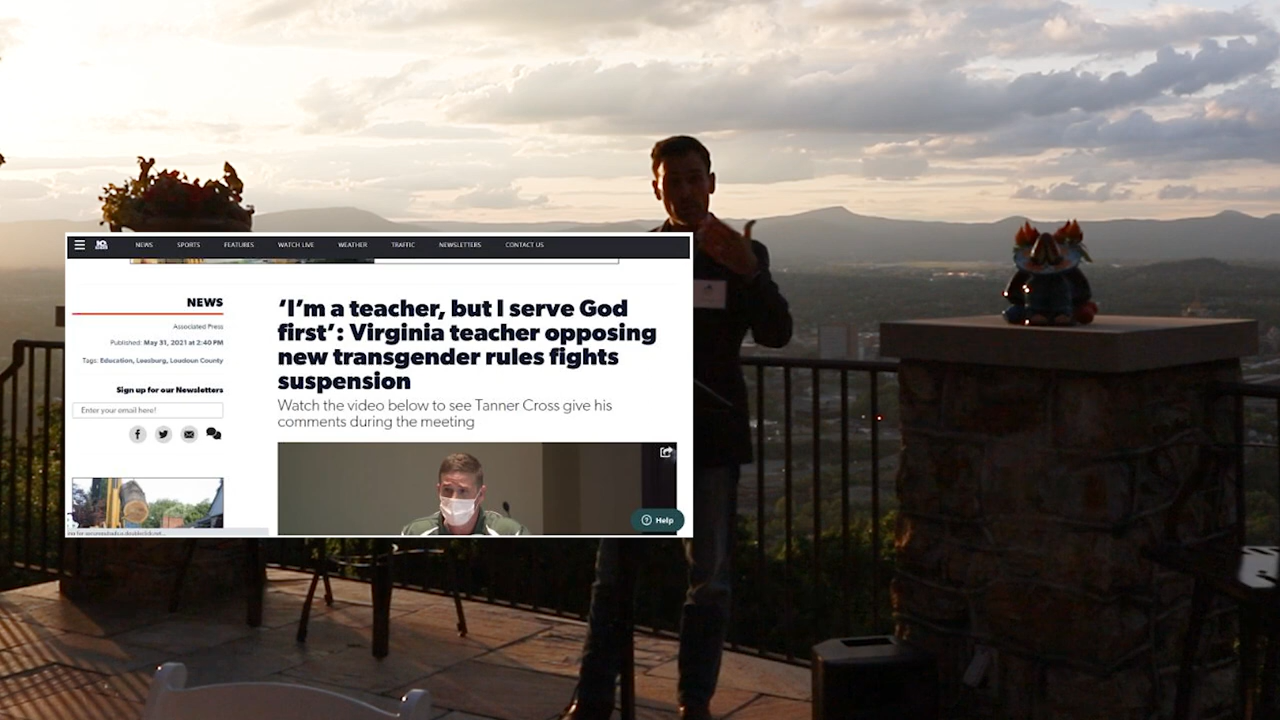 NEWS SPORTS FEATURES WATCH LIVE WEATHER TRAFFIC NEWSLETTERS CONTACT US
NEWS
Associated Press
Published: May 31, 2021 at 2:40 PM
Tags: Education, Leesburg, Loudoun County
Sign up for our Newsletters
Enter your email here!
‘I’m a teacher, but I serve God
first’: Virginia teacher opposing
new transgender rules fights
suspension
Watch the video below to see Tanner Cross give his
comments during the meeting
Help